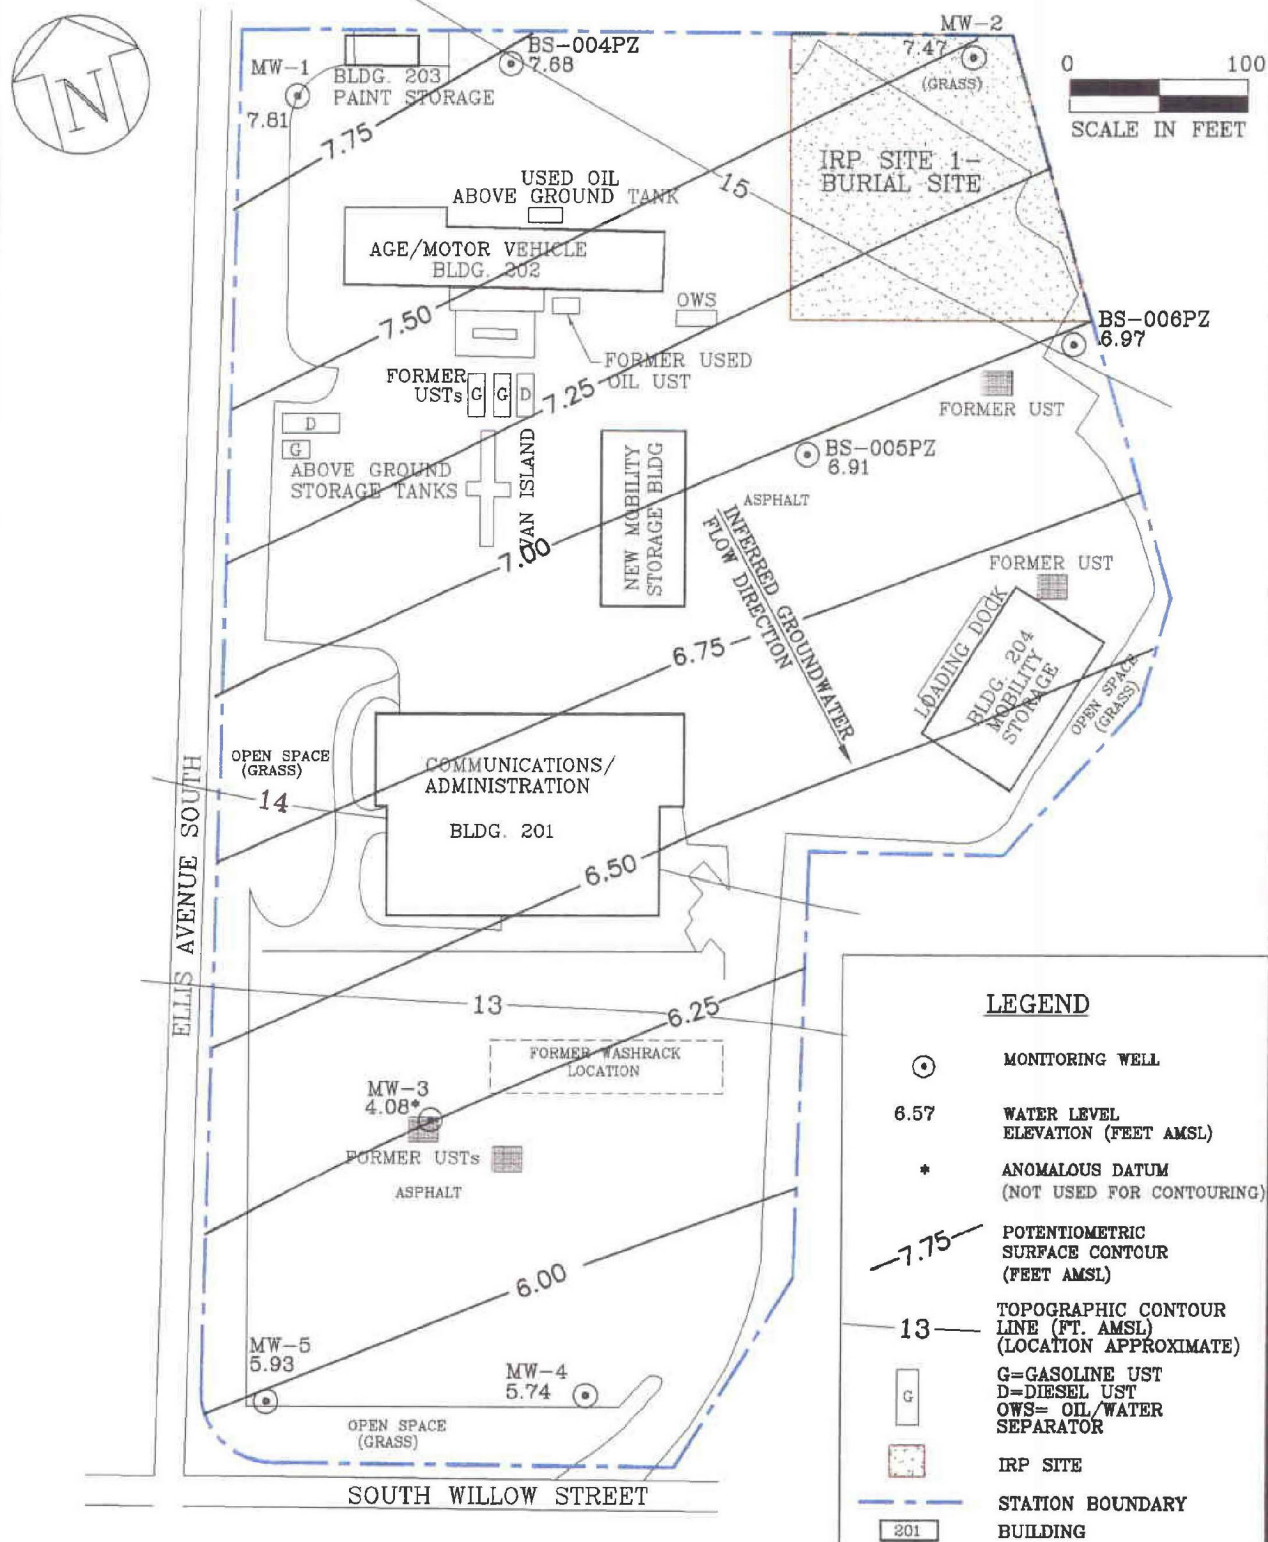 N
MW-1
7.81
BLDG. 203
PAINT STORAGE
BS-004PZ
7.68
MW-2
7.47
(GRASS)
0 100
SCALE IN FEET
7.75
IRP SITE 1-
BURIAL SITE
15
USED OIL
ABOVE GROUND TANK
AGE/MOTOR VEHICLE
BLDG. 202
7.50
OWS
BS-006PZ
6.97
FORMER USED
OIL UST
FORMER
USTs
G
G
D
7.25
FORMER UST
D
G
ABOVE GROUND
STORAGE TANKS
VAN ISLAND
NEW MOBILITY
STORAGE BLDG
BS-005PZ
6.91
ASPHALT
7.00
INFERRED GROUNDWATER
FLOW DIRECTION
FORMER UST
6.75
LOADING DOCK
BLDG. 204
MOBILITY
STORAGE
OPEN SPACE
(GRASS)
OPEN SPACE
(GRASS)
14
COMMUNICATIONS/
ADMINISTRATION
BLDG. 201
6.50
ELLIS AVENUE SOUTH
13
6.25
FORMER WASHRACK
LOCATION
MW-3
4.08*
FORMER USTs
ASPHALT
6.00
MW-5
5.93
MW-4
5.74
OPEN SPACE
(GRASS)
SOUTH WILLOW STREET
LEGEND
MONITORING WELL
6.57 WATER LEVEL
ELEVATION (FEET AMSL)
* ANOMALOUS DATUM
(NOT USED FOR CONTOURING)
7.75 POTENTIOMETRIC
SURFACE CONTOUR
(FEET AMSL)
13 TOPOGRAPHIC CONTOUR
LINE (FT. AMSL)
(LOCATION APPROXIMATE)
G G=GASOLINE UST
D=DIESEL UST
OWS= OIL/WATER
SEPARATOR
IRP SITE
STATION BOUNDARY
201 BUILDING